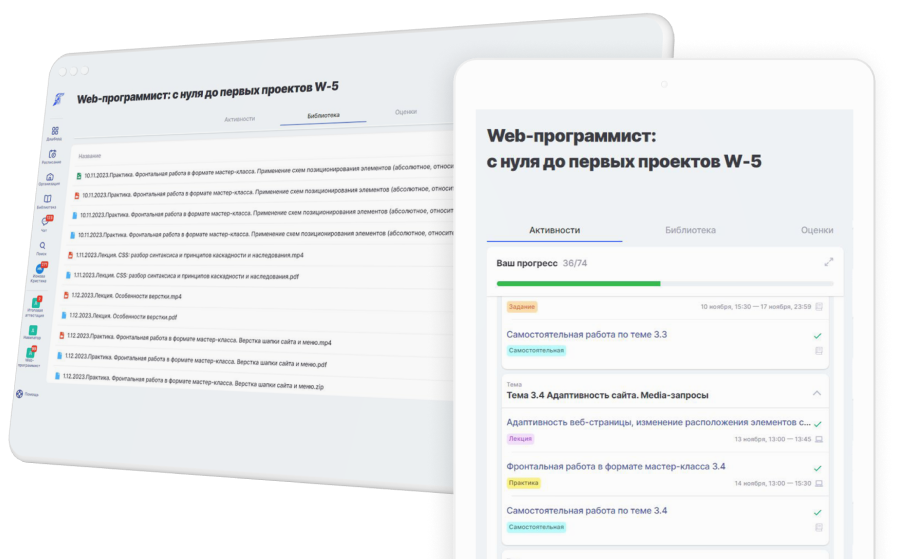 Web-программист: с нуля до первых проектов W-5
Активности
Библиотека
Оценки
Название
10.11.2023.Практика. Фронтальная работа в формате мастер-класса. Применение схем позиционирования элементов (абсолютное, относи
10.11.2023.Практика. Фронтальная работа в формате мастер-класса. Применение схем позиционирования элементов (абсолютное, относит
10.11.2023.Практика. Фронтальная работа в формате мастер-класса. Применение схем позиционирования элементов (абсолютное, относит
10.11.2023.Практика. Фронтальная работа в формате мастер-класса. Применение схем позиционирования элементов (абсолютное, относите
1.11.2023.Лекция. CSS: разбор синтаксиса и принципов каскадности и наследования.mp4
1.11.2023.Лекция. CSS: разбор синтаксиса и принципов каскадности и наследования.pdf
1.12.2023.Лекция. Особенности верстки.mp4
1.12.2023.Лекция. Особенности верстки.pdf
1.12.2023.Практика. Фронтальная работа в формате мастер-класса. Верстка шапки сайта и меню.mp4
1.12.2023.Практика. Фронтальная работа в формате мастер-класса. Верстка шапки сайта и меню.pdf
1.12.2023.Практика. Фронтальная работа в формате мастер-класса. Верстка шапки сайта и меню.zip
Расписание
Организация
Библиотека
Чат
Поиск
Кристина
Итоговая
аттестация
Web-
программист
Помощь
Web-программист:
с нуля до первых проектов W-5
Активности
Библиотека
Оценки
Ваш прогресс 36/74
Задание
10 ноября, 15:30 — 17 ноября, 23:59
Самостоятельная работа по теме 3.3
Самостоятельная
Тема
Тема 3.4 Адаптивность сайта. Media-запросы
Адаптивность веб-страницы, изменение расположения элементов с...
Лекция
13 ноября, 13:00 — 13:45
Фронтальная работа в формате мастер-класса 3.4
Практика
14 ноября, 13:00 — 15:30
Самостоятельная работа по теме 3.4
Самостоятельная